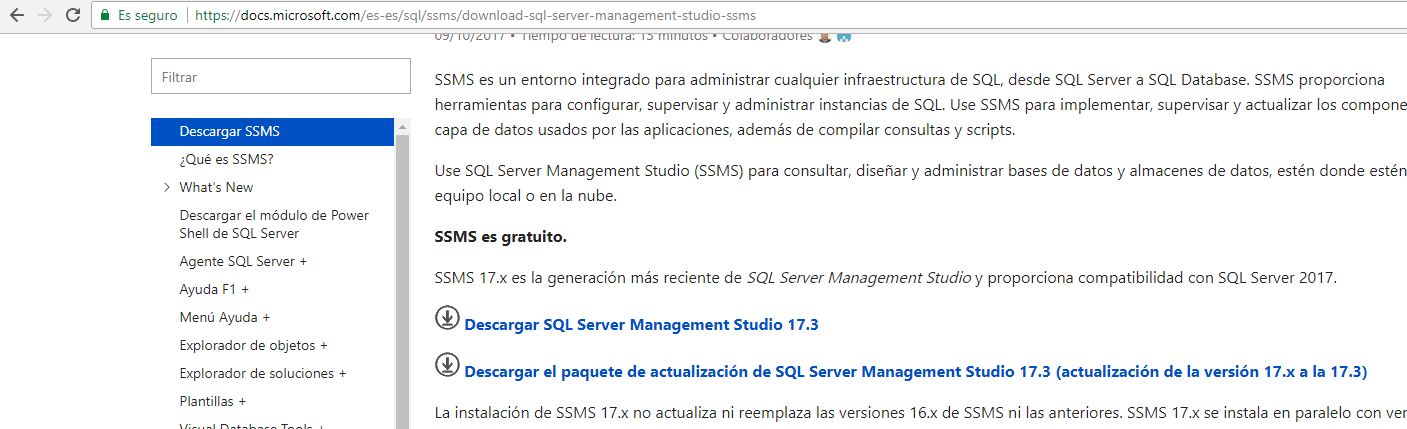 Es seguro | https://docs.microsoft.com/es-es/sql/ssms/download-sql-server-management-studio-ssms
09/10/2017 • Tiempo de lectura: 13 minutos • Colaboradores
Filtrar
Descargar SSMS
¿Qué es SSMS?
What's New
Descargar el módulo de Power
Shell de SQL Server
Agente SQL Server +
Ayuda F1 +
Menú Ayuda +
Explorador de objetos +
Explorador de soluciones +
Plantillas +
Visual Database Tools +
SSMS es un entorno integrado para administrar cualquier infraestructura de SQL, desde SQL Server a SQL Database. SSMS proporciona
herramientas para configurar, supervisar y administrar instancias de SQL. Use SSMS para implementar, supervisar y actualizar los compone
capa de datos usados por las aplicaciones, además de compilar consultas y scripts.
Use SQL Server Management Studio (SSMS) para consultar, diseñar y administrar bases de datos y almacenes de datos, estén donde estén
equipo local o en la nube.
SSMS es gratuito.
SSMS 17.x es la generación más reciente de SQL Server Management Studio y proporciona compatibilidad con SQL Server 2017.
Descargar SQL Server Management Studio 17.3
Descargar el paquete de actualización de SQL Server Management Studio 17.3 (actualización de la versión 17.x a la 17.3)
La instalación de SSMS 17.x no actualiza ni reemplaza las versiones 16.x de SSMS ni las anteriores. SSMS 17.x se instala en paralelo con ver